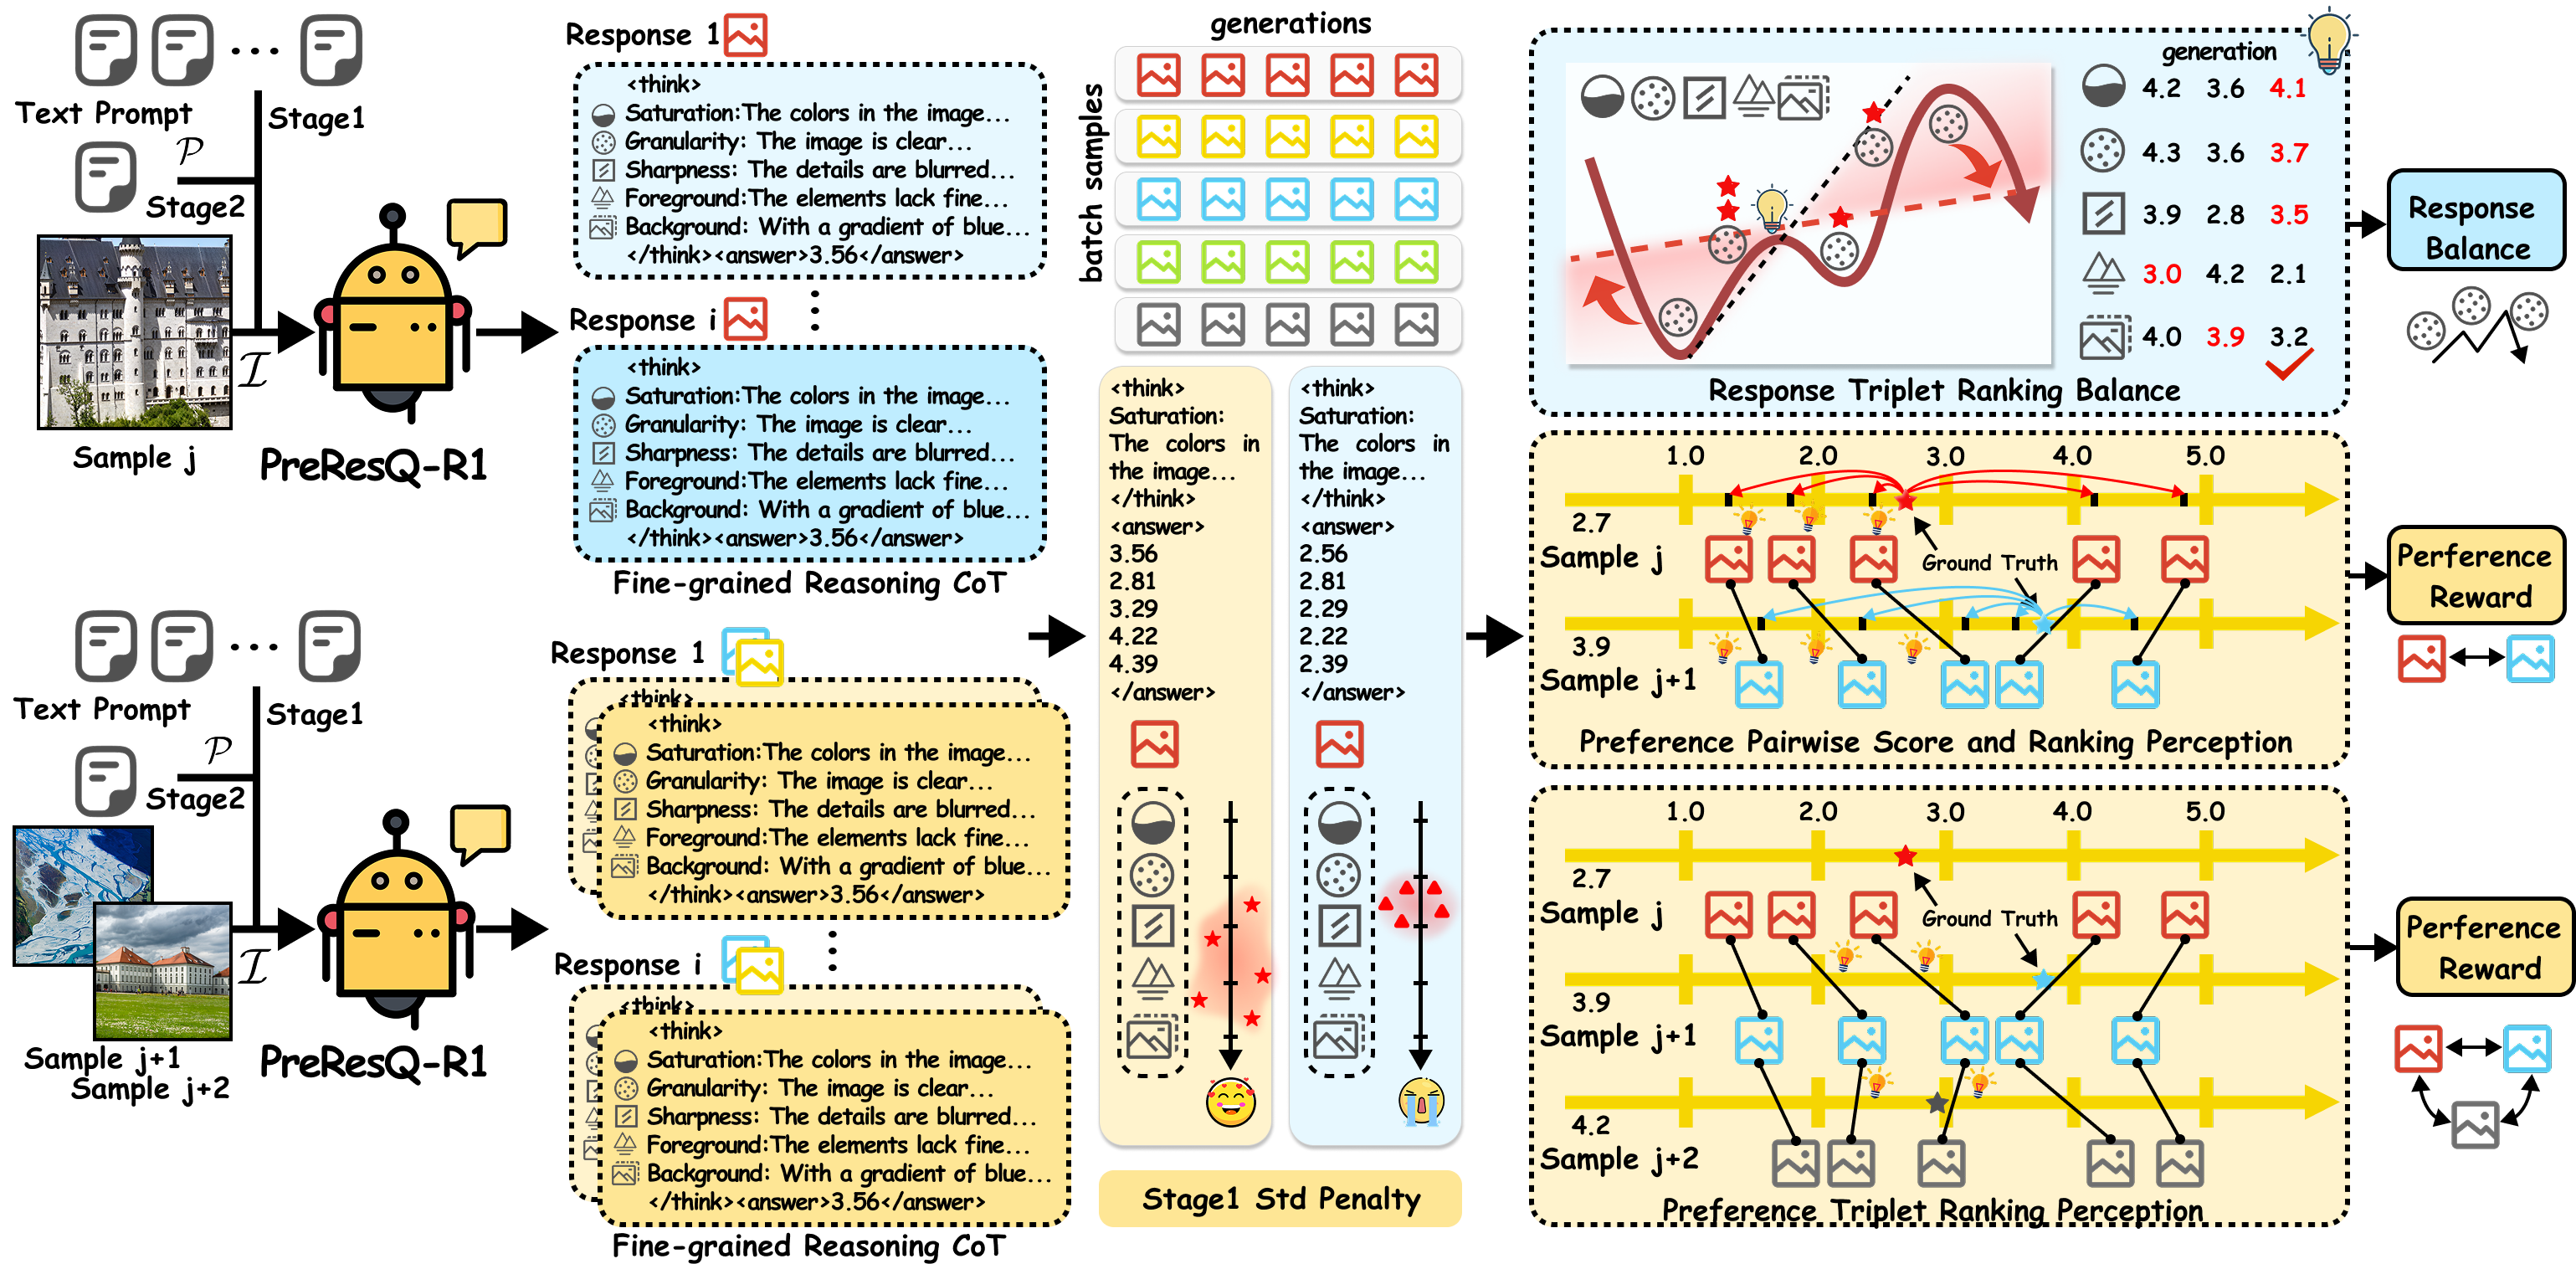 Text Prompt
Stage1
𝒫
Stage2
ℐ
Sample j
PreResQ-R1
Response 1
<think>
Saturation:The colors in the image...
Granularity: The image is clear...
Sharpness: The details are blurred...
Foreground:The elements lack fine...
Background: With a gradient of blue...
</think><answer>3.56</answer>
Response i
<think>
Saturation:The colors in the image...
Granularity: The image is clear...
Sharpness: The details are blurred...
Foreground:The elements lack fine...
Background: With a gradient of blue...
</think><answer>3.56</answer>
Fine-grained Reasoning CoT
Text Prompt
Stage1
𝒫
Stage2
ℐ
Sample j+1
Sample j+2
PreResQ-R1
Response 1
<think>
<think>
Saturation:The colors in the image...
Granularity: The image is clear...
Sharpness: The details are blurred...
Foreground:The elements lack fine...
Background: With a gradient of blue...
</think><answer>3.56</answer>
Response i
<think>
<think>
Saturation:The colors in the image...
Granularity: The image is clear...
Sharpness: The details are blurred...
Foreground:The elements lack fine...
Background: With a gradient of blue...
</think><answer>3.56</answer>
Fine-grained Reasoning CoT
generations
batch samples
<think>
Saturation:
The colors in
the image...
</think>
<answer>
3.56
2.81
3.29
4.22
4.39
</answer>
<think>
Saturation:
The colors in
the image...
</think>
<answer>
2.56
2.81
2.29
2.22
2.39
</answer>
Stage1 Std Penalty
generation
4.2 3.6 4.1
4.3 3.6 3.7
3.9 2.8 3.5
3.0 4.2 2.1
4.0 3.9 3.2
Response Triplet Ranking Balance
Response
Balance
1.0 2.0 3.0 4.0 5.0
2.7
Sample j
Ground Truth
3.9
Sample j+1
Preference Pairwise Score and Ranking Perception
Perference
Reward
1.0 2.0 3.0 4.0 5.0
2.7
Sample j
Ground Truth
3.9
Sample j+1
4.2
Sample j+2
Preference Triplet Ranking Perception
Perference
Reward